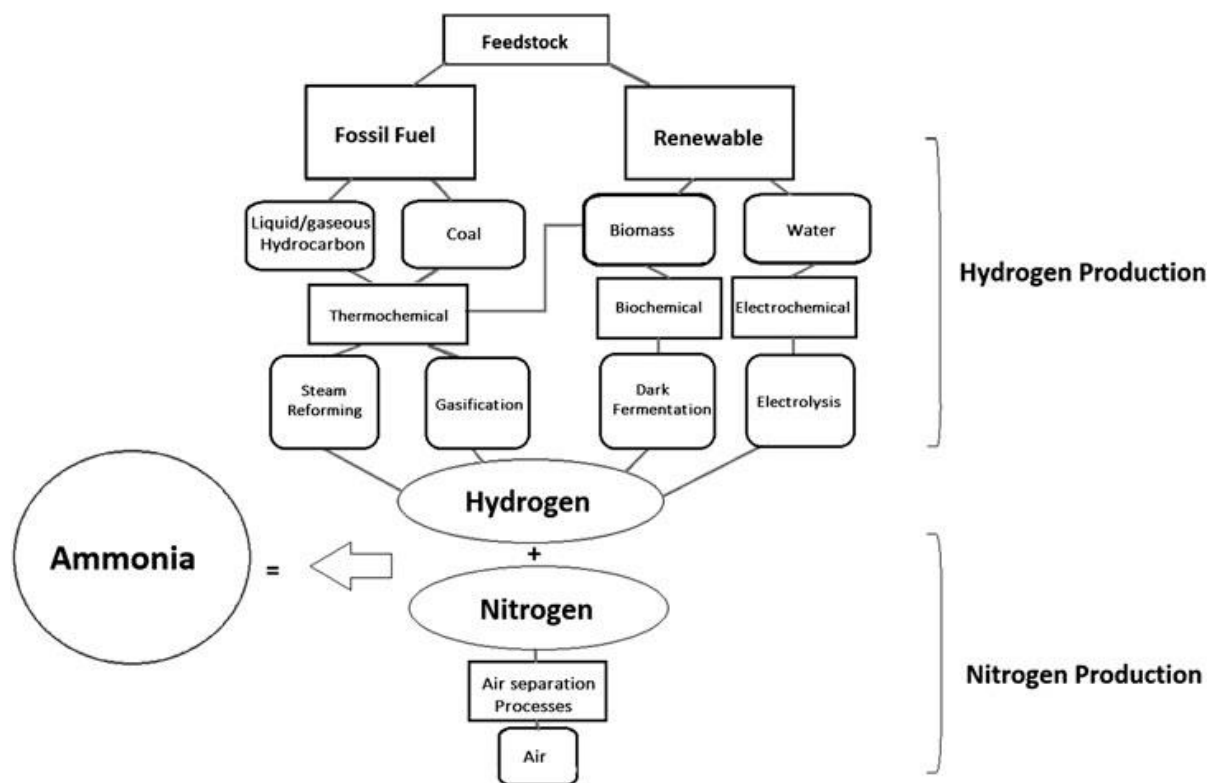 Feedstock
Fossil Fuel
Renewable
Liquid/gaseous
Hydrocarbon
Coal
Biomass
Water
Hydrogen Production
Thermochemical
Biochemical
Electrochemical
Steam
Reforming
Gasification
Dark
Fermentation
Electrolysis
Hydrogen
+
Ammonia
=
Nitrogen
Air separation
Processes
Nitrogen Production
Air